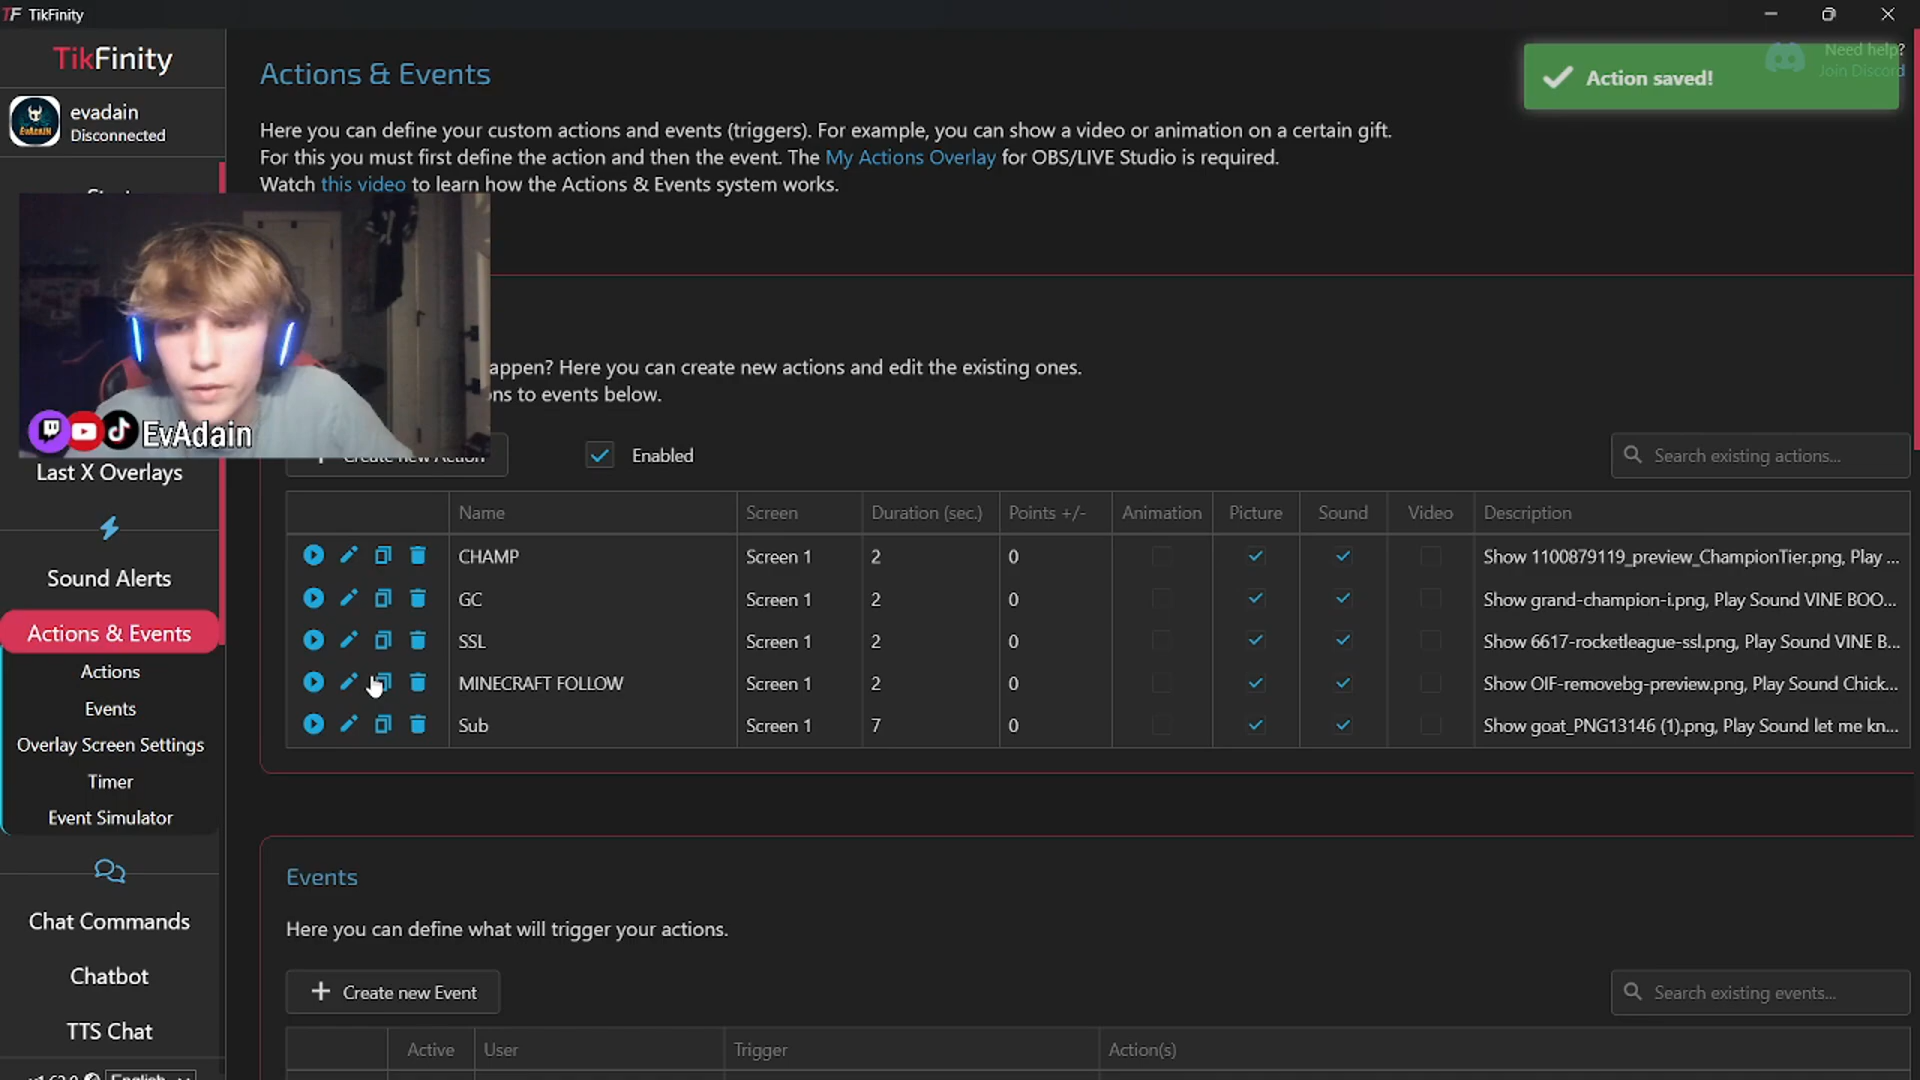 TF TikFinity
TikFinity
evadain
Disconnected
Last X Overlays
Sound Alerts
Actions & Events
Actions
Events
Overlay Screen Settings
Timer
Event Simulator
Chat Commands
Chatbot
TTS Chat
English
Actions & Events
Here you can define your custom actions and events (triggers). For example, you can show a video or animation on a certain gift.
For this you must first define the action and then the event. The My Actions Overlay for OBS/LIVE Studio is required.
Watch this video to learn how the Actions & Events system works.
Need help?
Join Discord
Action saved!
EvAdain
appen? Here you can create new actions and edit the existing ones.
ns to events below.
Create new Action
Enabled
Search existing actions...
Name Screen Duration (sec.) Points +/- Animation Picture Sound Video Description
CHAMP Screen 1 2 0 Show 1100879119_preview_ChampionTier.png, Play ...
GC Screen 1 2 0 Show grand-champion-i.png, Play Sound VINE BOO...
SSL Screen 1 2 0 Show 6617-rocketleague-ssl.png, Play Sound VINE B...
MINECRAFT FOLLOW Screen 1 2 0 Show OIF-removebg-preview.png, Play Sound Chick...
Sub Screen 1 7 0 Show goat_PNG13146 (1).png, Play Sound let me kn...
Events
Here you can define what will trigger your actions.
+ Create new Event
Search existing events...
Active User Trigger Action(s)